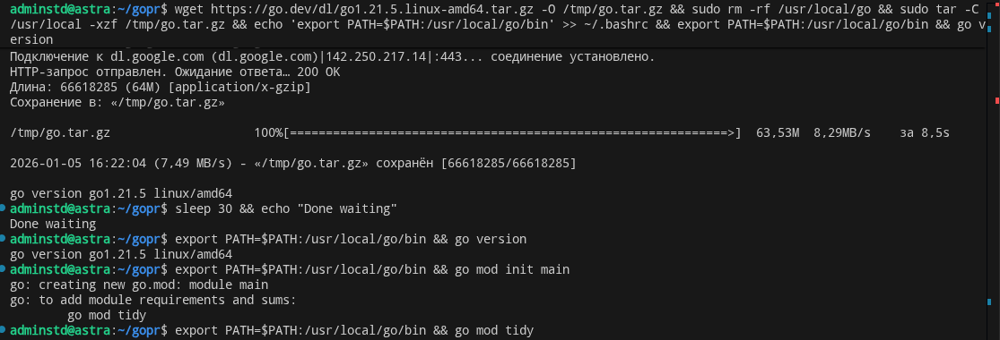 adminstd@astra:~/gopr$ wget https://go.dev/dl/go1.21.5.linux-amd64.tar.gz -O /tmp/go.tar.gz && sudo rm -rf /usr/local/go && sudo tar -C
/usr/local -xzf /tmp/go.tar.gz && echo 'export PATH=$PATH:/usr/local/go/bin' >> ~/.bashrc && export PATH=$PATH:/usr/local/go/bin && go v
ersion
Подключение к dl.google.com (dl.google.com)|142.250.217.14|:443... соединение установлено.
HTTP-запрос отправлен. Ожидание ответа… 200 OK
Длина: 66618285 (64M) [application/x-gzip]
Сохранение в: «/tmp/go.tar.gz»
/tmp/go.tar.gz 100%[=============================================================>] 63,53M 8,29MB/s за 8,5s
2026-01-05 16:22:04 (7,49 MB/s) - «/tmp/go.tar.gz» сохранён [66618285/66618285]
go version go1.21.5 linux/amd64
adminstd@astra:~/gopr$ sleep 30 && echo "Done waiting"
Done waiting
adminstd@astra:~/gopr$ export PATH=$PATH:/usr/local/go/bin && go version
go version go1.21.5 linux/amd64
adminstd@astra:~/gopr$ export PATH=$PATH:/usr/local/go/bin && go mod init main
go: creating new go.mod: module main
go: to add module requirements and sums:
go mod tidy
adminstd@astra:~/gopr$ export PATH=$PATH:/usr/local/go/bin && go mod tidy